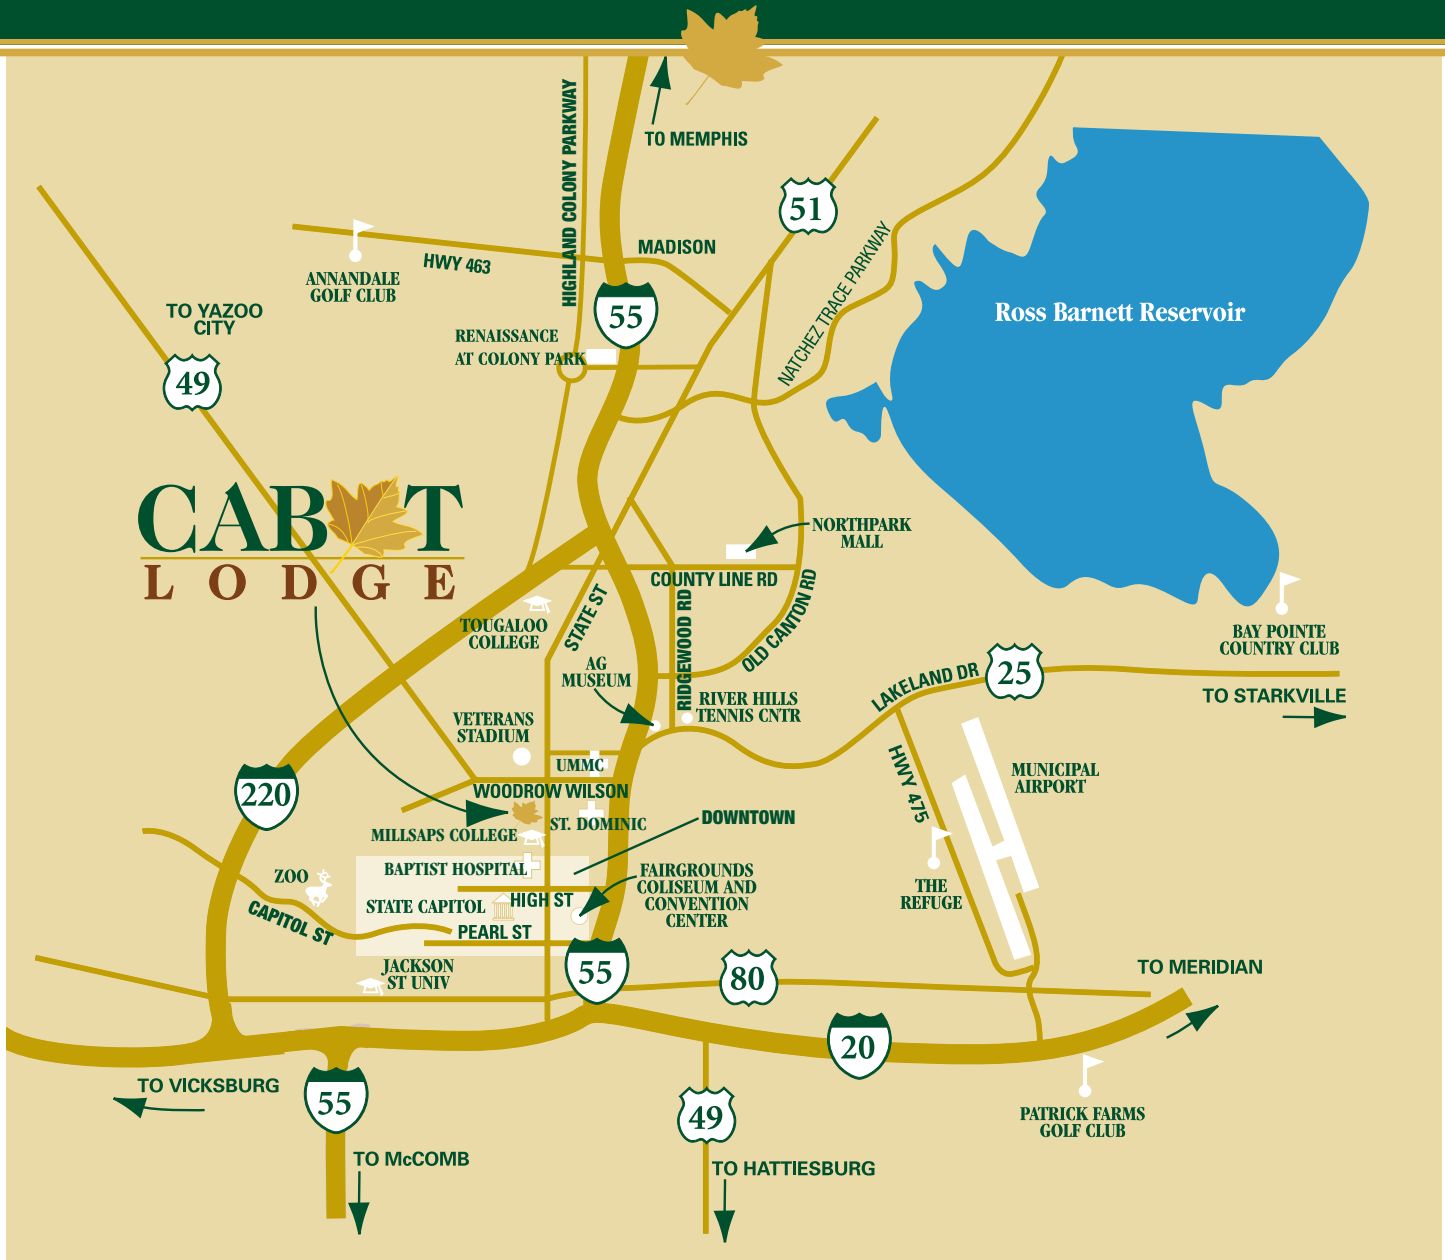 HIGHLAND COLONY PARKWAY
TO MEMPHIS
51
MADISON
HWY 463
ANNANDALE
GOLF CLUB
NATCHEZ TRACE PARKWAY
TO YAZOO
CITY
55
Ross Barnett Reservoir
RENAISSANCE
AT COLONY PARK
49
CABOT
LODGE
NORTHPARK
MALL
COUNTY LINE RD
STATE ST
RIDGEWOOD RD
OLD CANTON RD
TOUGALOO
COLLEGE
BAY POINTE
COUNTRY CLUB
AG
MUSEUM
LAKELAND DR
25
TO STARKVILLE
RIVER HILLS
TENNIS CNTR
VETERANS
STADIUM
UMMC
HWY 475
MUNICIPAL
AIRPORT
220
WOODROW WILSON
DOWNTOWN
ST. DOMINIC
MILLSAPS COLLEGE
BAPTIST HOSPITAL
ZOO
FAIRGROUNDS
COLISEUM AND
CONVENTION
CENTER
THE
REFUGE
HIGH ST
STATE CAPITOL
CAPITOL ST
PEARL ST
JACKSON
ST UNIV
55
80
TO MERIDIAN
20
TO VICKSBURG
55
49
PATRICK FARMS
GOLF CLUB
TO McCOMB
TO HATTIESBURG